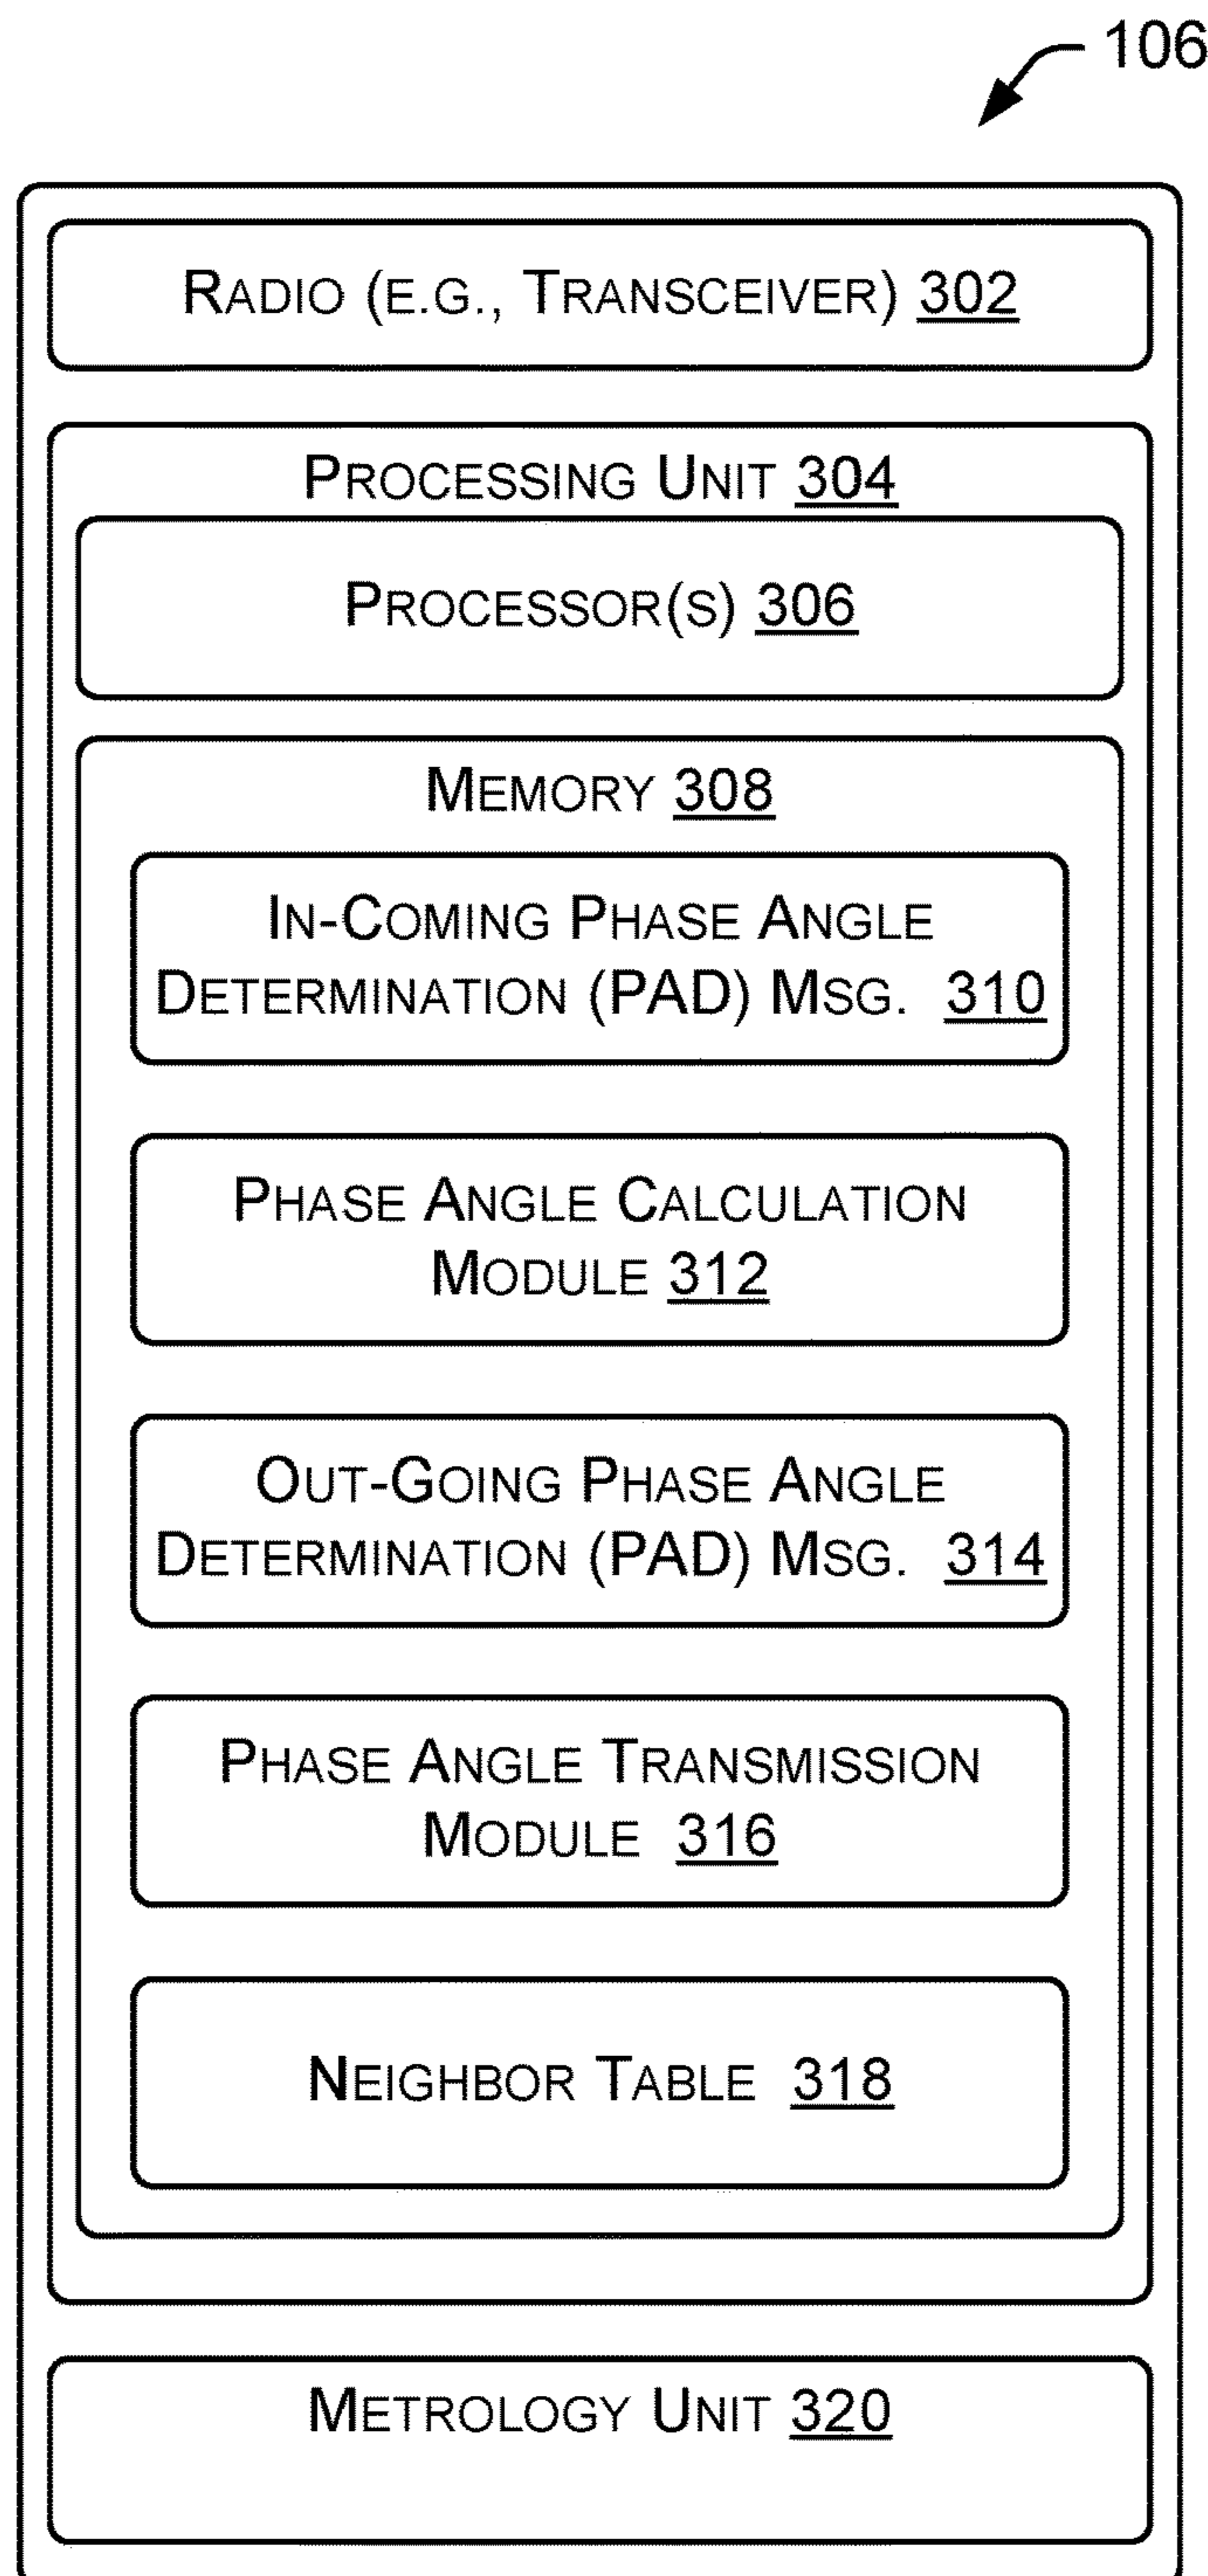 106
RADIO (E.G., TRANSCEIVER) 302
PROCESSING UNIT 304
PROCESSOR(S) 306
MEMORY 308
IN-COMING PHASE ANGLE
DETERMINATION (PAD) MSG. 310
PHASE ANGLE CALCULATION
MODULE 312
OUT-GOING PHASE ANGLE
DETERMINATION (PAD) MSG. 314
PHASE ANGLE TRANSMISSION
MODULE 316
NEIGHBOR TABLE 318
METROLOGY UNIT 320